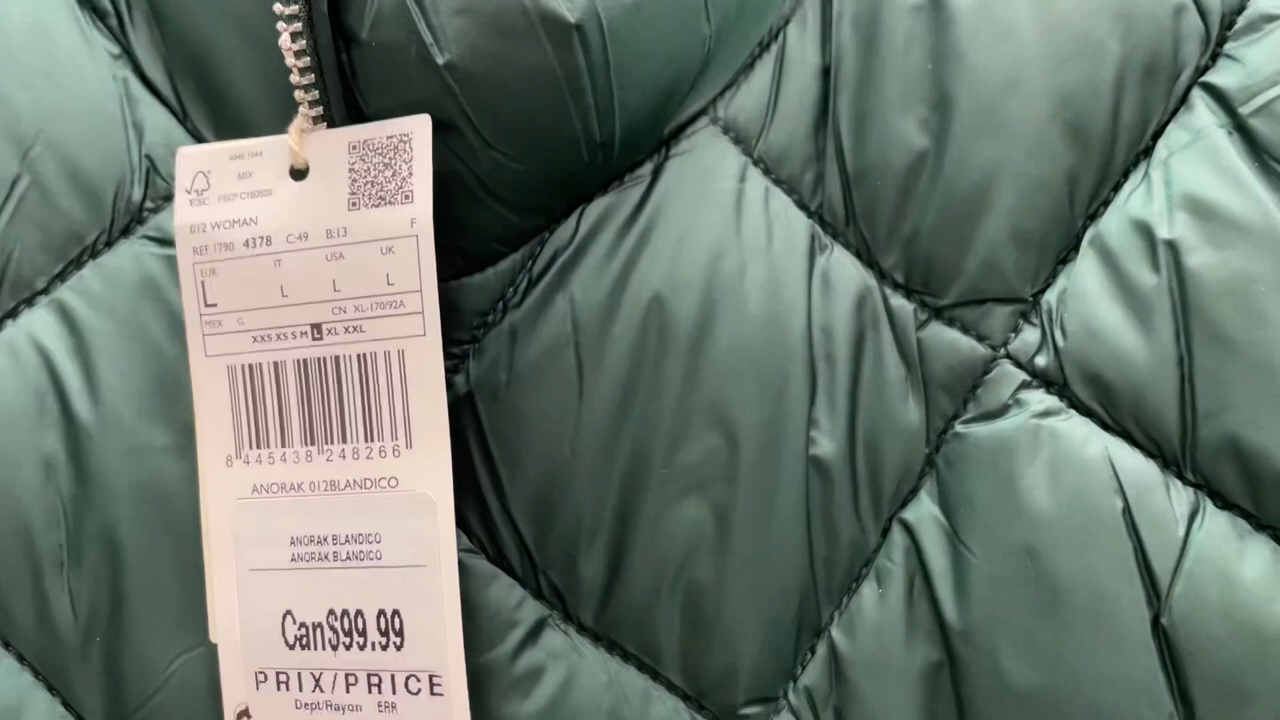 MIX
FSC
012 WOMAN F
REF 1790 4378 C:49 B:13
EUR IT USA UK
L L L L
MEX G CN XL-170/92A
XXS XS S M L XL XXL
8 445438 248266
ANORAK 012BLANDICO
ANORAK BLANDICO
ANORAK BLANDICO
Can$99.99
PRIX/PRICE
Dept/Rayon ERR